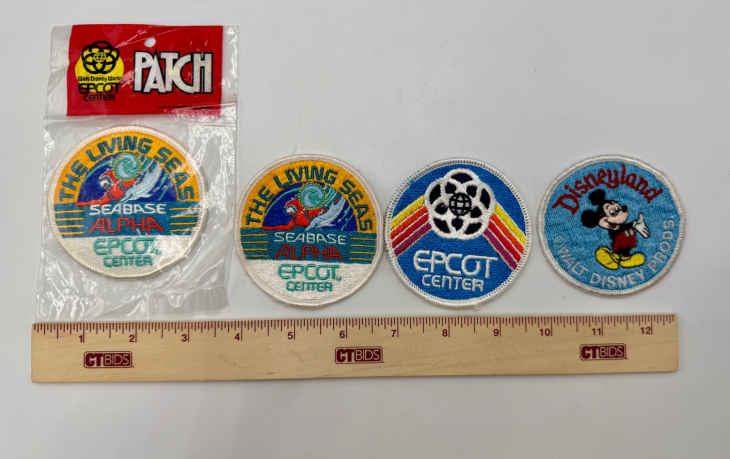 Walt Disney World
EPCOT
CENTER
PATCH
THE LIVING SEAS
SEABASE
ALPHA
EPCOT
CENTER
THE LIVING SEAS
SEABASE
ALPHA
EPCOT
CENTER
EPCOT
CENTER
Disneyland
© WALT DISNEY PRODS.
1 2 3 4 5 6 7 8 9 10 11 12
CTBIDS CTBIDS CTBIDS